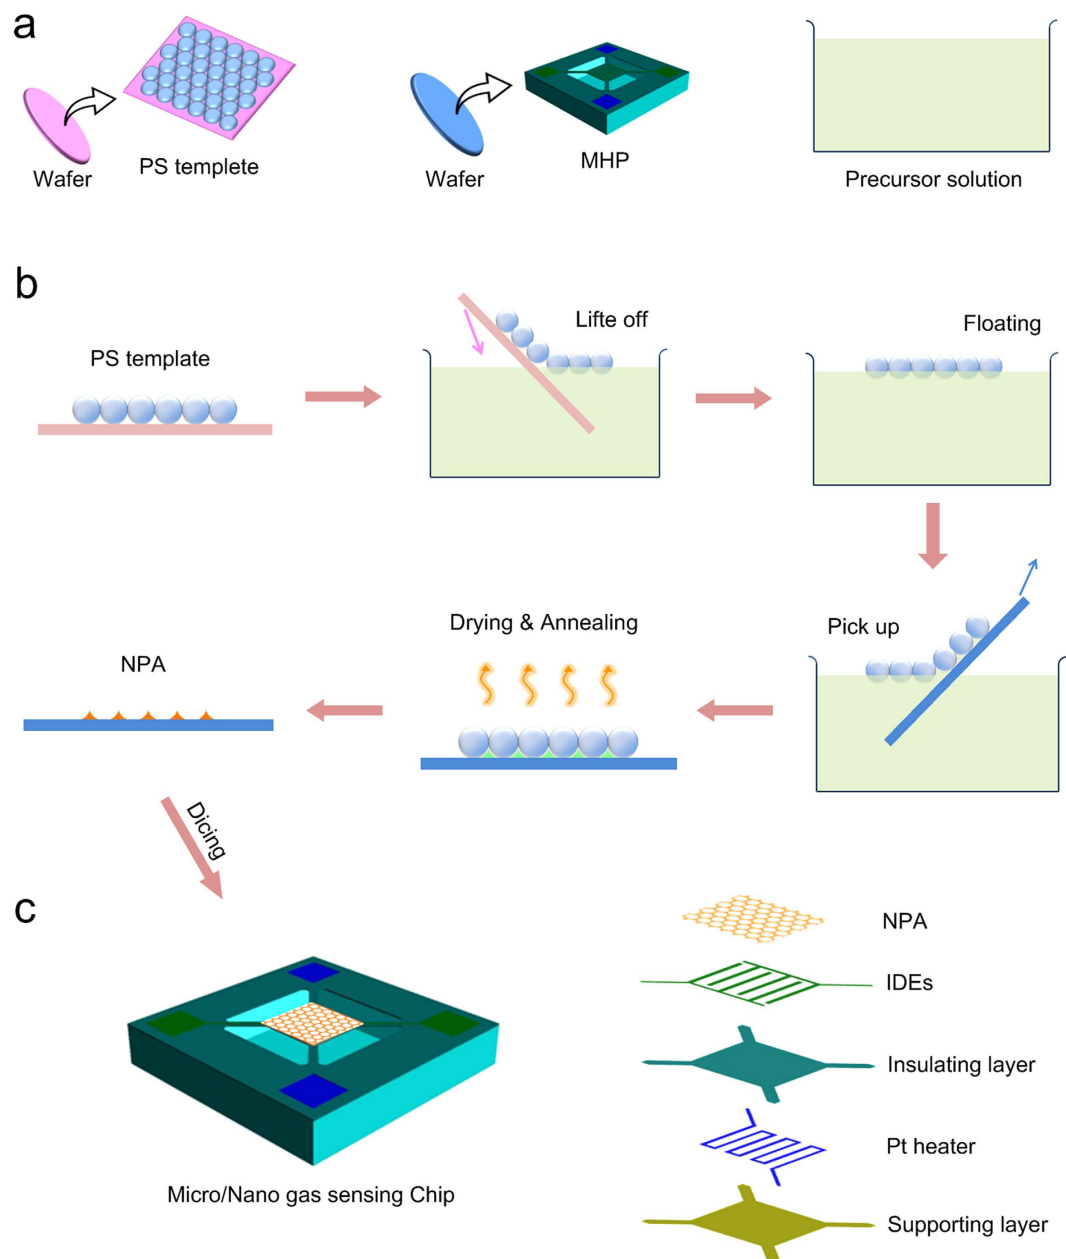 a
Wafer
PS templete
Wafer
MHP
Precursor solution
b
PS template
Lifte off
Floating
Pick up
Drying & Annealing
NPA
Dicing
c
NPA
IDEs
Insulating layer
Pt heater
Supporting layer
Micro/Nano gas sensing Chip